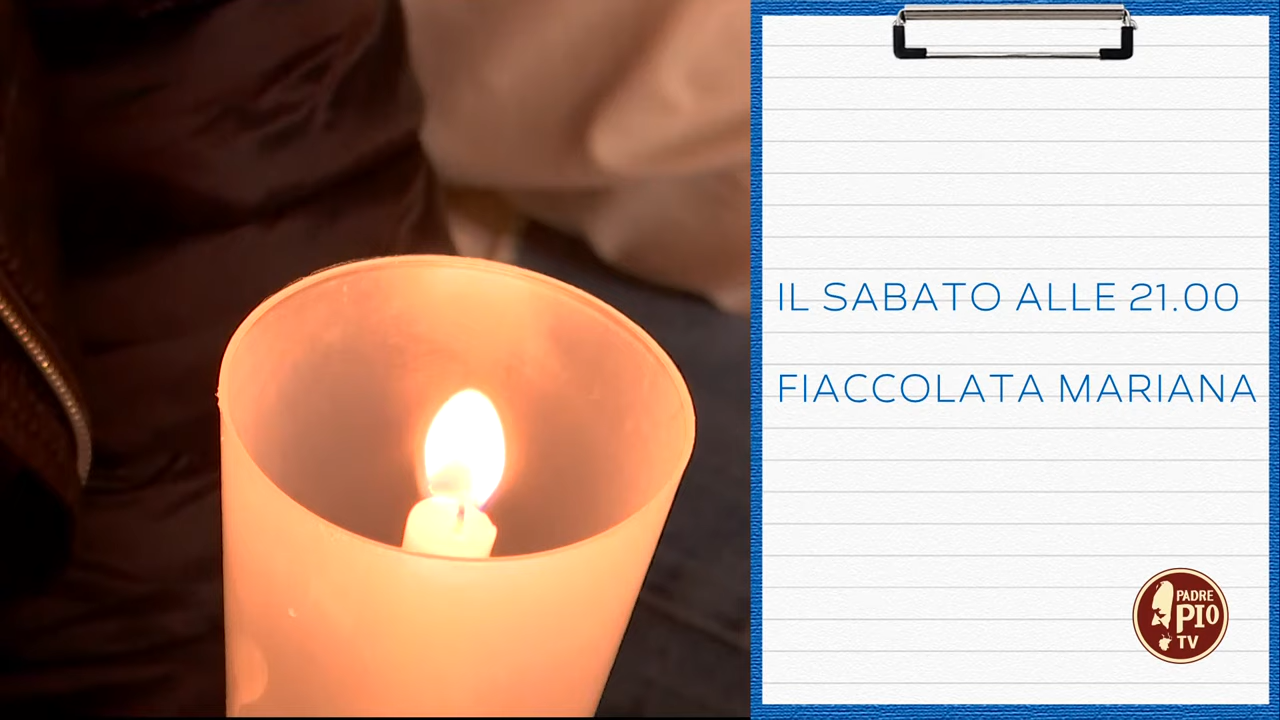 IL SABATO ALLE 21.00
FIACCOLATA MARIANA
PADRE
PIO
TV